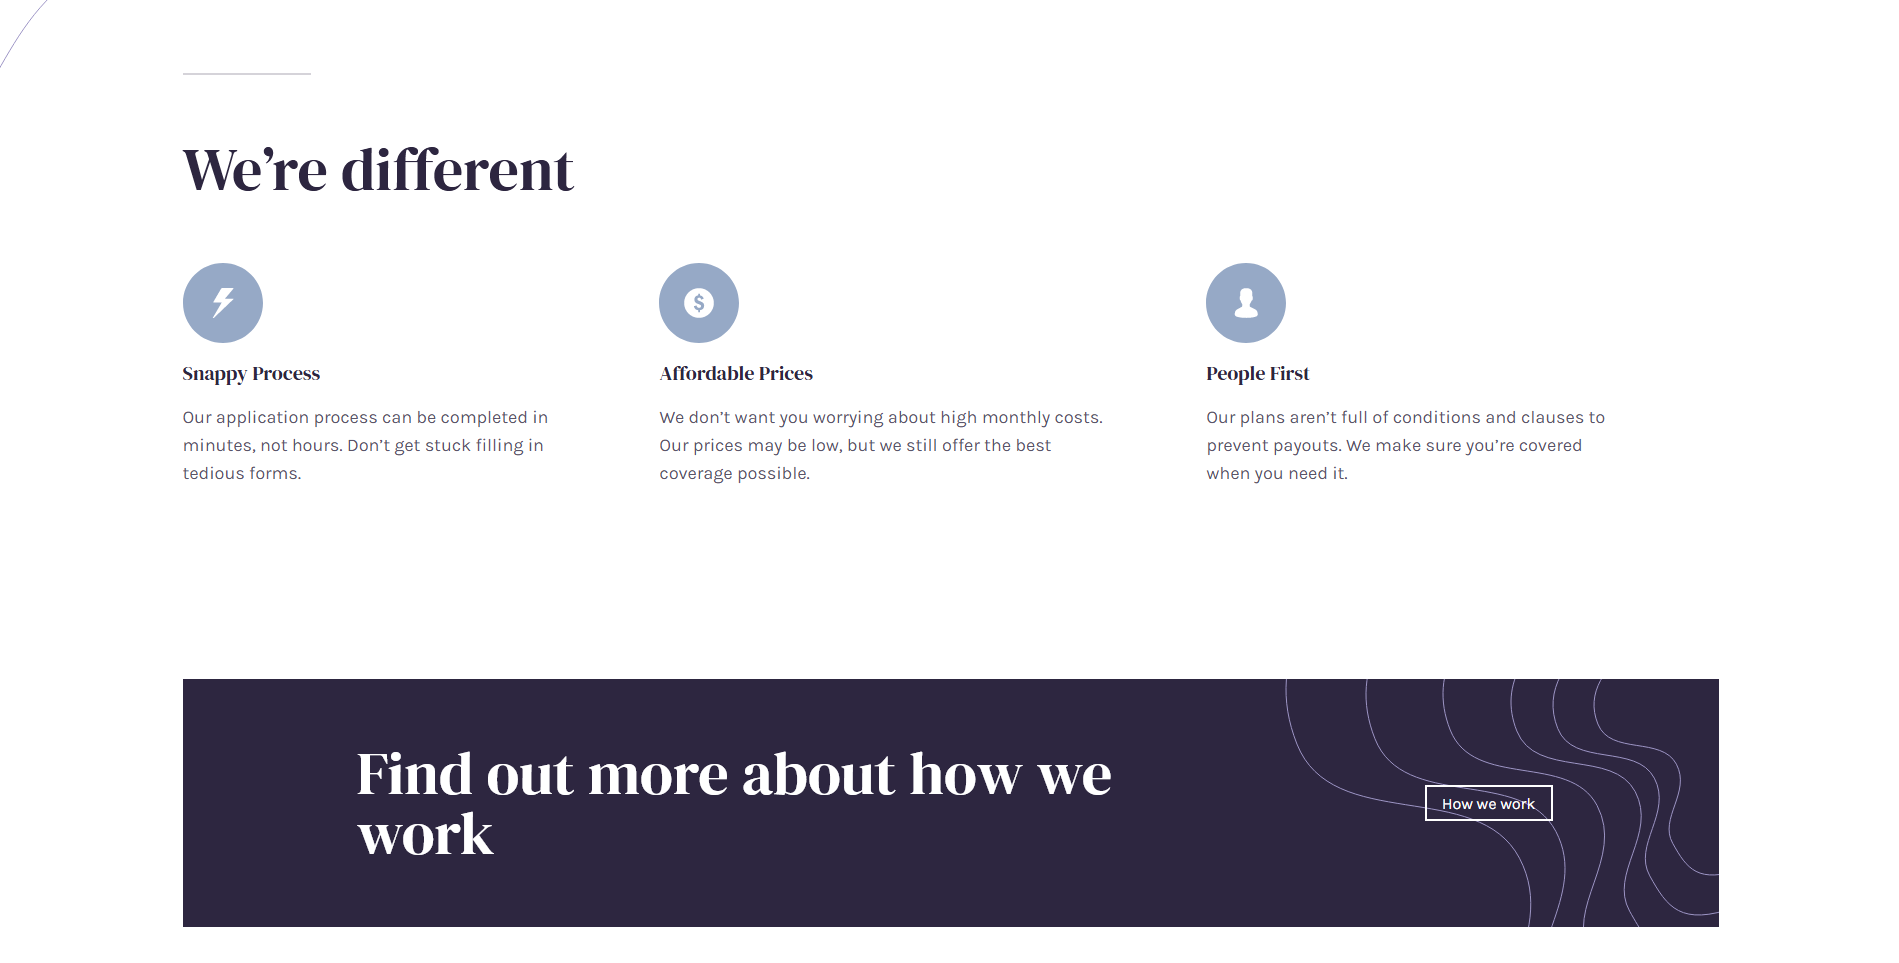 We’re different
Snappy Process
Our application process can be completed in
minutes, not hours. Don’t get stuck filling in
tedious forms.
$
Affordable Prices
We don’t want you worrying about high monthly costs.
Our prices may be low, but we still offer the best
coverage possible.
People First
Our plans aren’t full of conditions and clauses to
prevent payouts. We make sure you’re covered
when you need it.
Find out more about how we
work
How we work